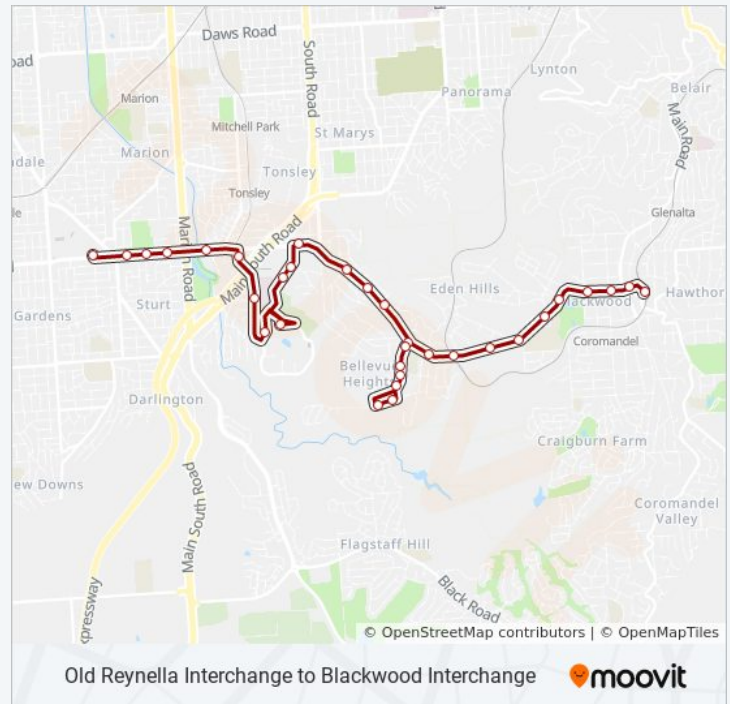 Daws Road
oad
Lynton
Belair
Panorama
Marion
South Road
Mitchell Park
St Marys
Main Road
Marion
dale
Tonsley
Tonsley
le
Glenalta
Marion Road
Main South Road
Eden Hills
Blackwood
Hawthor
Gardens
Sturt
Coromandel
Bellevue
Heights
Darlington
Craigburn Farm
ew Downs
Main South Road
Coromandel
Valley
Flagstaff Hill
Black Road
xpressway
© OpenStreetMap contributors | © OpenMapTiles
Old Reynella Interchange to Blackwood Interchange
moovit